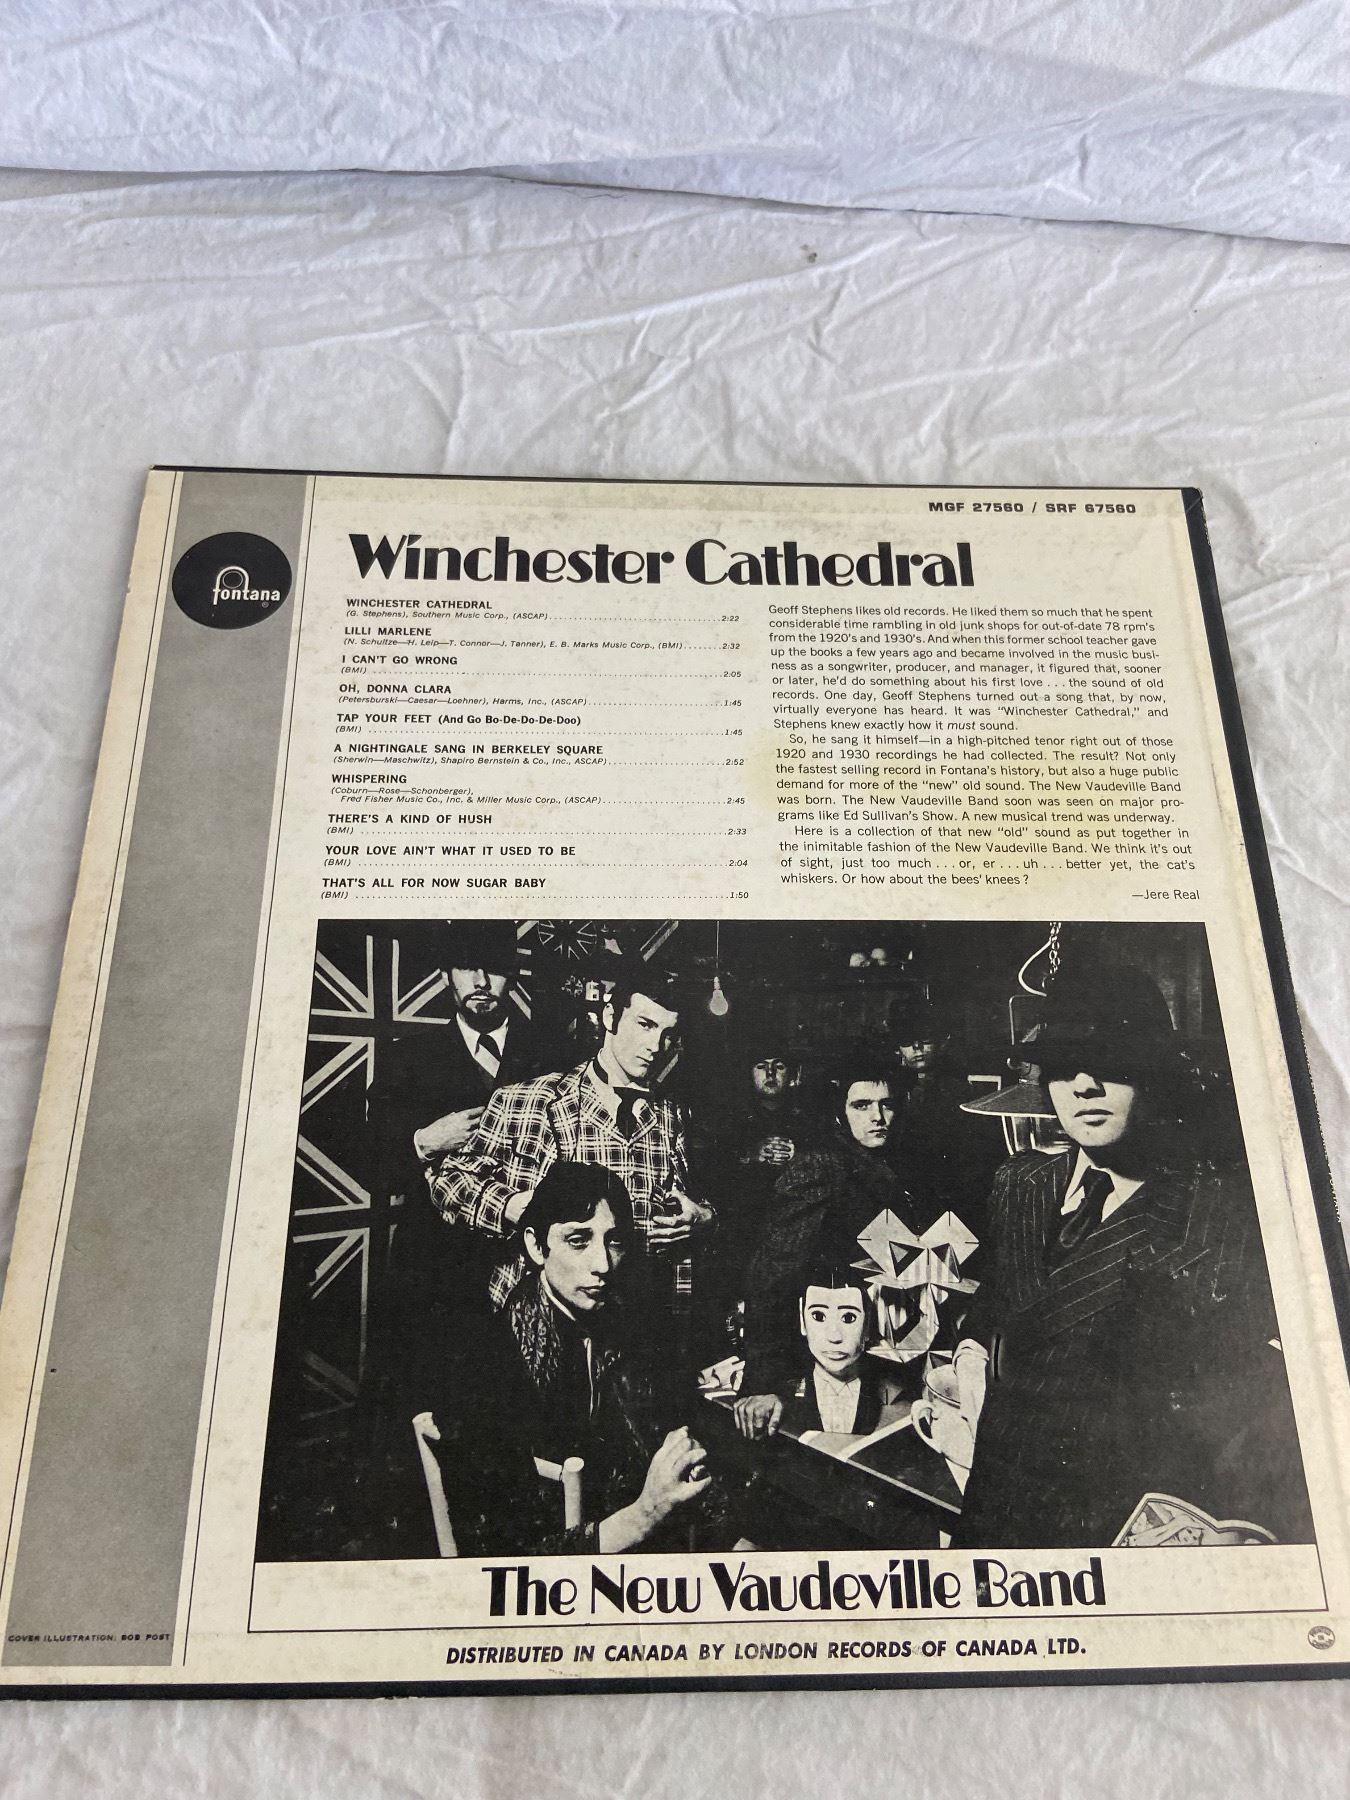 MGF 27560 / SRF 67560
fontana
®
Winchester Cathedral
WINCHESTER CATHEDRAL
(G. Stephens), Southern Music Corp., (ASCAP)...2:22
LILLI MARLENE
(N. Schultze—H. Leip—T. Connor—J. Tanner), E. B. Marks Music Corp., (BMI)...2:32
I CAN'T GO WRONG
(BMI)...2:05
OH, DONNA CLARA
(Petersburski—Caesar—Loehner), Harms, Inc., (ASCAP)...1:45
TAP YOUR FEET (And Go Bo-De-Do-De-Doo)
(BMI)...1:45
A NIGHTINGALE SANG IN BERKELEY SQUARE
(Sherwin—Maschwitz), Shapiro Bernstein & Co., Inc., ASCAP)...2:52
WHISPERING
(Coburn—Rose—Schonberger),
Fred Fisher Music Co., Inc. & Miller Music Corp., (ASCAP)...2:45
THERE'S A KIND OF HUSH
(BMI)...2:33
YOUR LOVE AIN'T WHAT IT USED TO BE
(BMI)...2:04
THAT'S ALL FOR NOW SUGAR BABY
(BMI)...1:50
Geoff Stephens likes old records. He liked them so much that he spent
considerable time rambling in old junk shops for out-of-date 78 rpm's
from the 1920's and 1930's. And when this former school teacher gave
up the books a few years ago and became involved in the music busi-
ness as a songwriter, producer, and manager, it figured that, sooner
or later, he'd do something about his first love . . . the sound of old
records. One day, Geoff Stephens turned out a song that, by now,
virtually everyone has heard. It was "Winchester Cathedral," and
Stephens knew exactly how it must sound.
So, he sang it himself—in a high-pitched tenor right out of those
1920 and 1930 recordings he had collected. The result? Not only
the fastest selling record in Fontana's history, but also a huge public
demand for more of the "new" old sound. The New Vaudeville Band
was born. The New Vaudeville Band soon was seen on major pro-
grams like Ed Sullivan's Show. A new musical trend was underway.
Here is a collection of that new "old" sound as put together in
the inimitable fashion of the New Vaudeville Band. We think it's out
of sight, just too much . . . or, er . . . uh . . . better yet, the cat's
whiskers. Or how about the bees' knees?
—Jere Real
67
The New Vaudeville Band
COVER ILLUSTRATION: BOB POST
DISTRIBUTED IN CANADA BY LONDON RECORDS OF CANADA LTD.